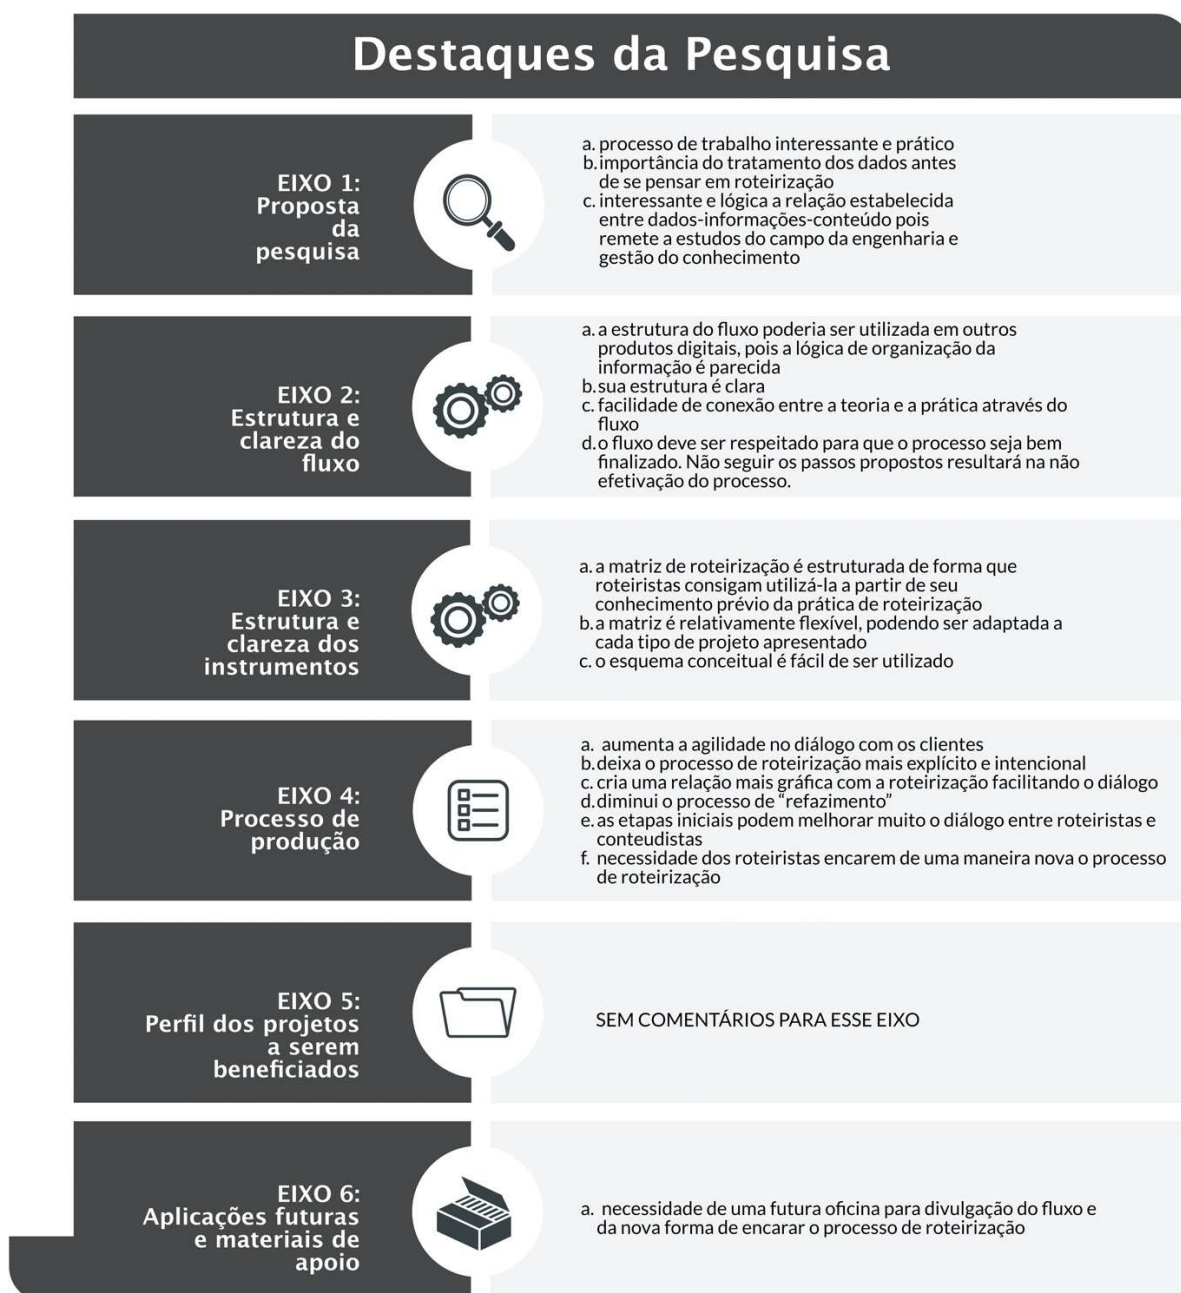 Destaques da Pesquisa
EIXO 1:
Proposta
da
pesquisa
a. processo de trabalho interessante e prático
b. importância do tratamento dos dados antes
de se pensar em roteirização
c. interessante e lógica a relação estabelecida
entre dados-informações-conteúdo pois
remete a estudos do campo da engenharia e
gestão do conhecimento
EIXO 2:
Estrutura e
clareza do
fluxo
a. a estrutura do fluxo poderia ser utilizada em outros
produtos digitais, pois a lógica de organização da
informação é parecida
b. sua estrutura é clara
c. facilidade de conexão entre a teoria e a prática através do
fluxo
d. o fluxo deve ser respeitado para que o processo seja bem
finalizado. Não seguir os passos propostos resultará na não
efetivação do processo.
EIXO 3:
Estrutura e
clareza dos
instrumentos
a. a matriz de roteirização é estruturada de forma que
roteiristas consigam utilizá-la a partir de seu
conhecimento prévio da prática de roteirização
b. a matriz é relativamente flexível, podendo ser adaptada a
cada tipo de projeto apresentado
c. o esquema conceitual é fácil de ser utilizado
EIXO 4:
Processo de
produção
a. aumenta a agilidade no diálogo com os clientes
b. deixa o processo de roteirização mais explícito e intencional
c. cria uma relação mais gráfica com a roteirização facilitando o diálogo
d. diminui o processo de “refazimento”
e. as etapas iniciais podem melhorar muito o diálogo entre roteiristas e
conteudistas
f. necessidade dos roteiristas encarem de uma maneira nova o processo
de roteirização
EIXO 5:
Perfil dos projetos
a serem
beneficiados
SEM COMENTÁRIOS PARA ESSE EIXO
EIXO 6:
Aplicações futuras
e materiais de
apoio
a. necessidade de uma futura oficina para divulgação do fluxo e
da nova forma de encarar o processo de roteirização